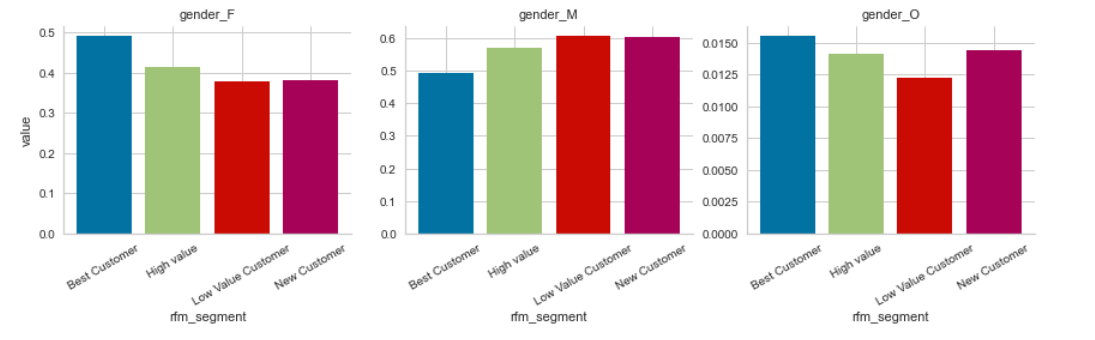 gender_F
value
0.5
0.4
0.3
0.2
0.1
0.0
Best Customer
High value
Low Value Customer
New Customer
rfm_segment
gender_M
0.6
0.5
0.4
0.3
0.2
0.1
0.0
Best Customer
High value
Low Value Customer
New Customer
rfm_segment
gender_O
0.0150
0.0125
0.0100
0.0075
0.0050
0.0025
0.0000
Best Customer
High value
Low Value Customer
New Customer
rfm_segment